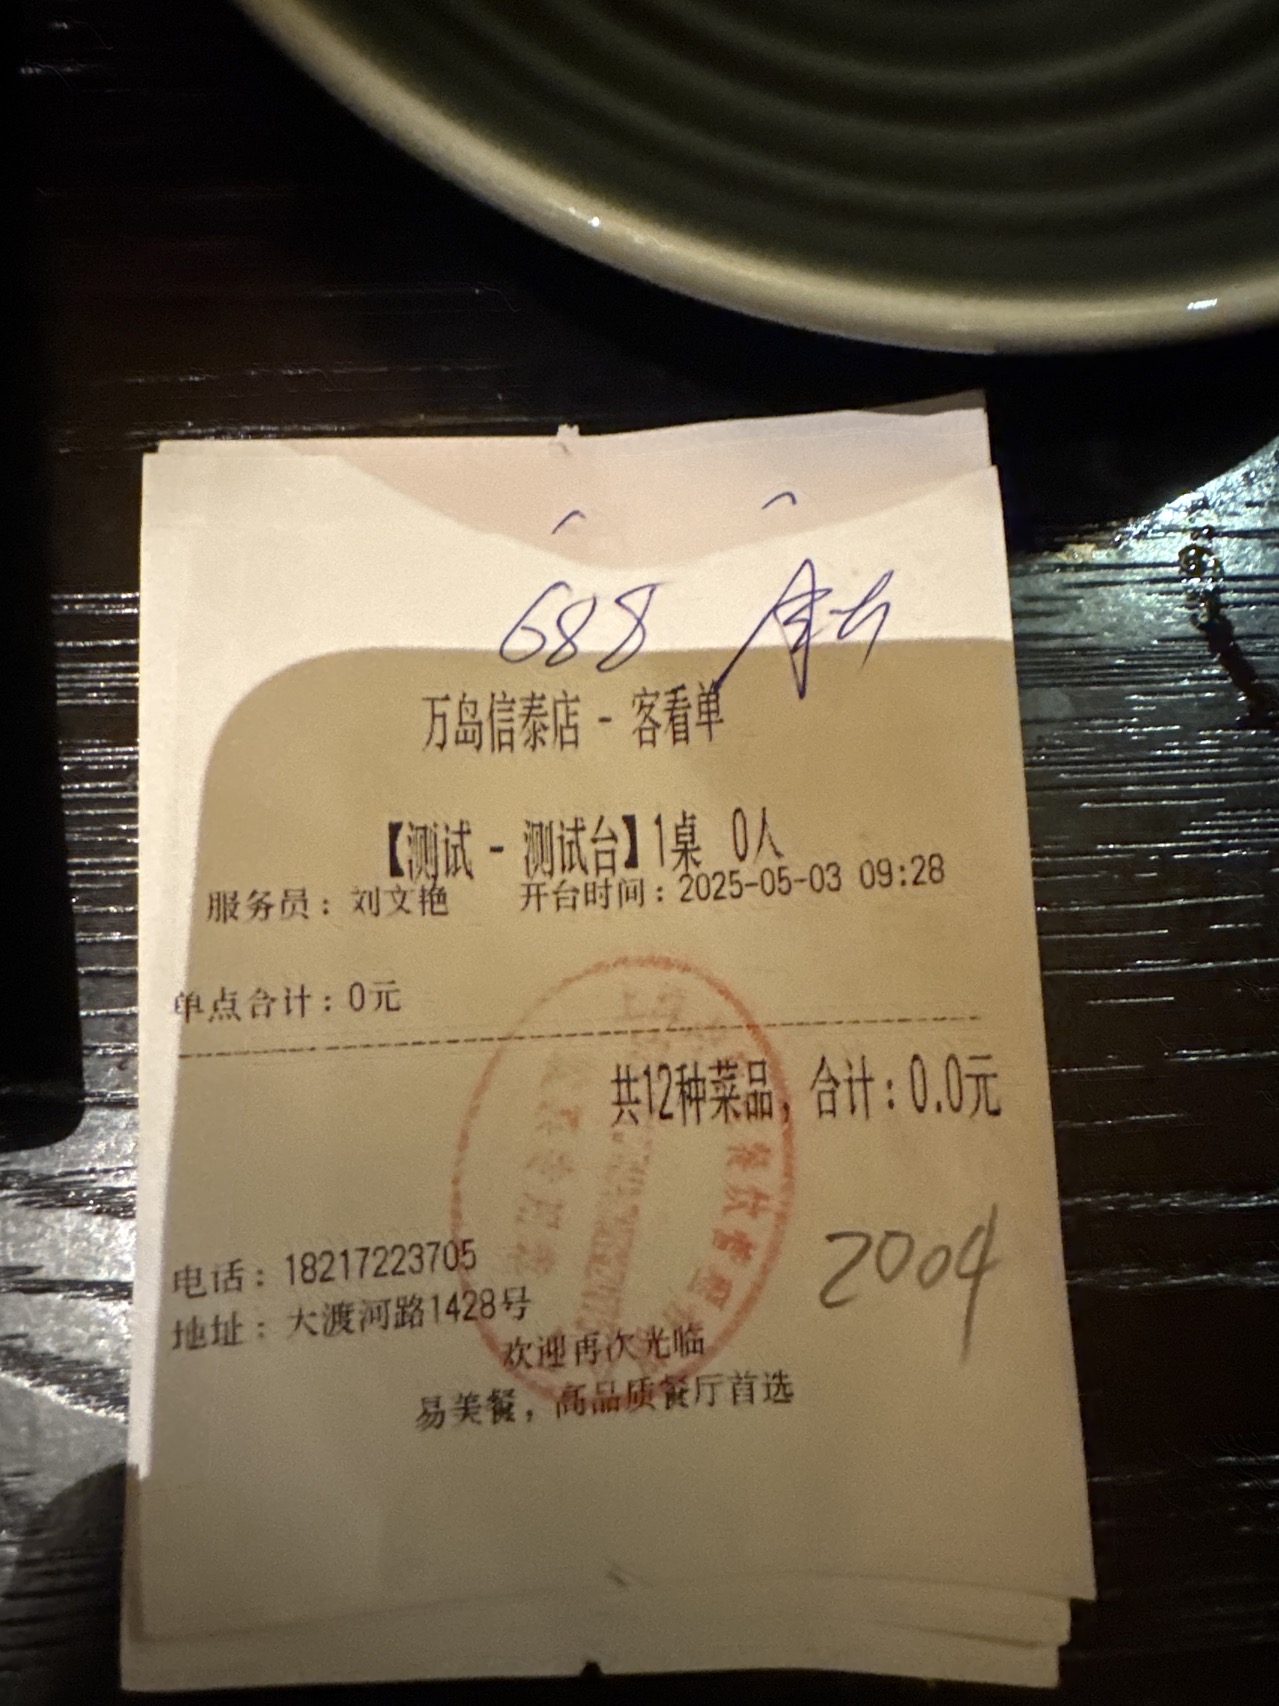 688
万岛信泰店 - 客看单
【测试 - 测试台】1桌 0人
服务员：刘文艳 开台时间：2025-05-03 09:28
单点合计：0元
共12种菜品，合计：0.0元
2004
电话：18217223705
地址：大渡河路1428号
欢迎再次光临
易美餐，高品质餐厅首选